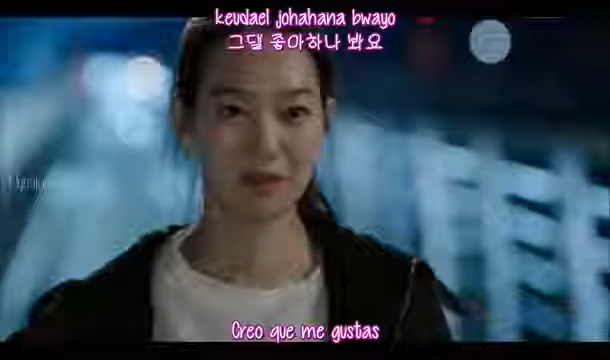 keudael johahana bwayo
그댈 좋아하나 봐요
Creo que me gustas